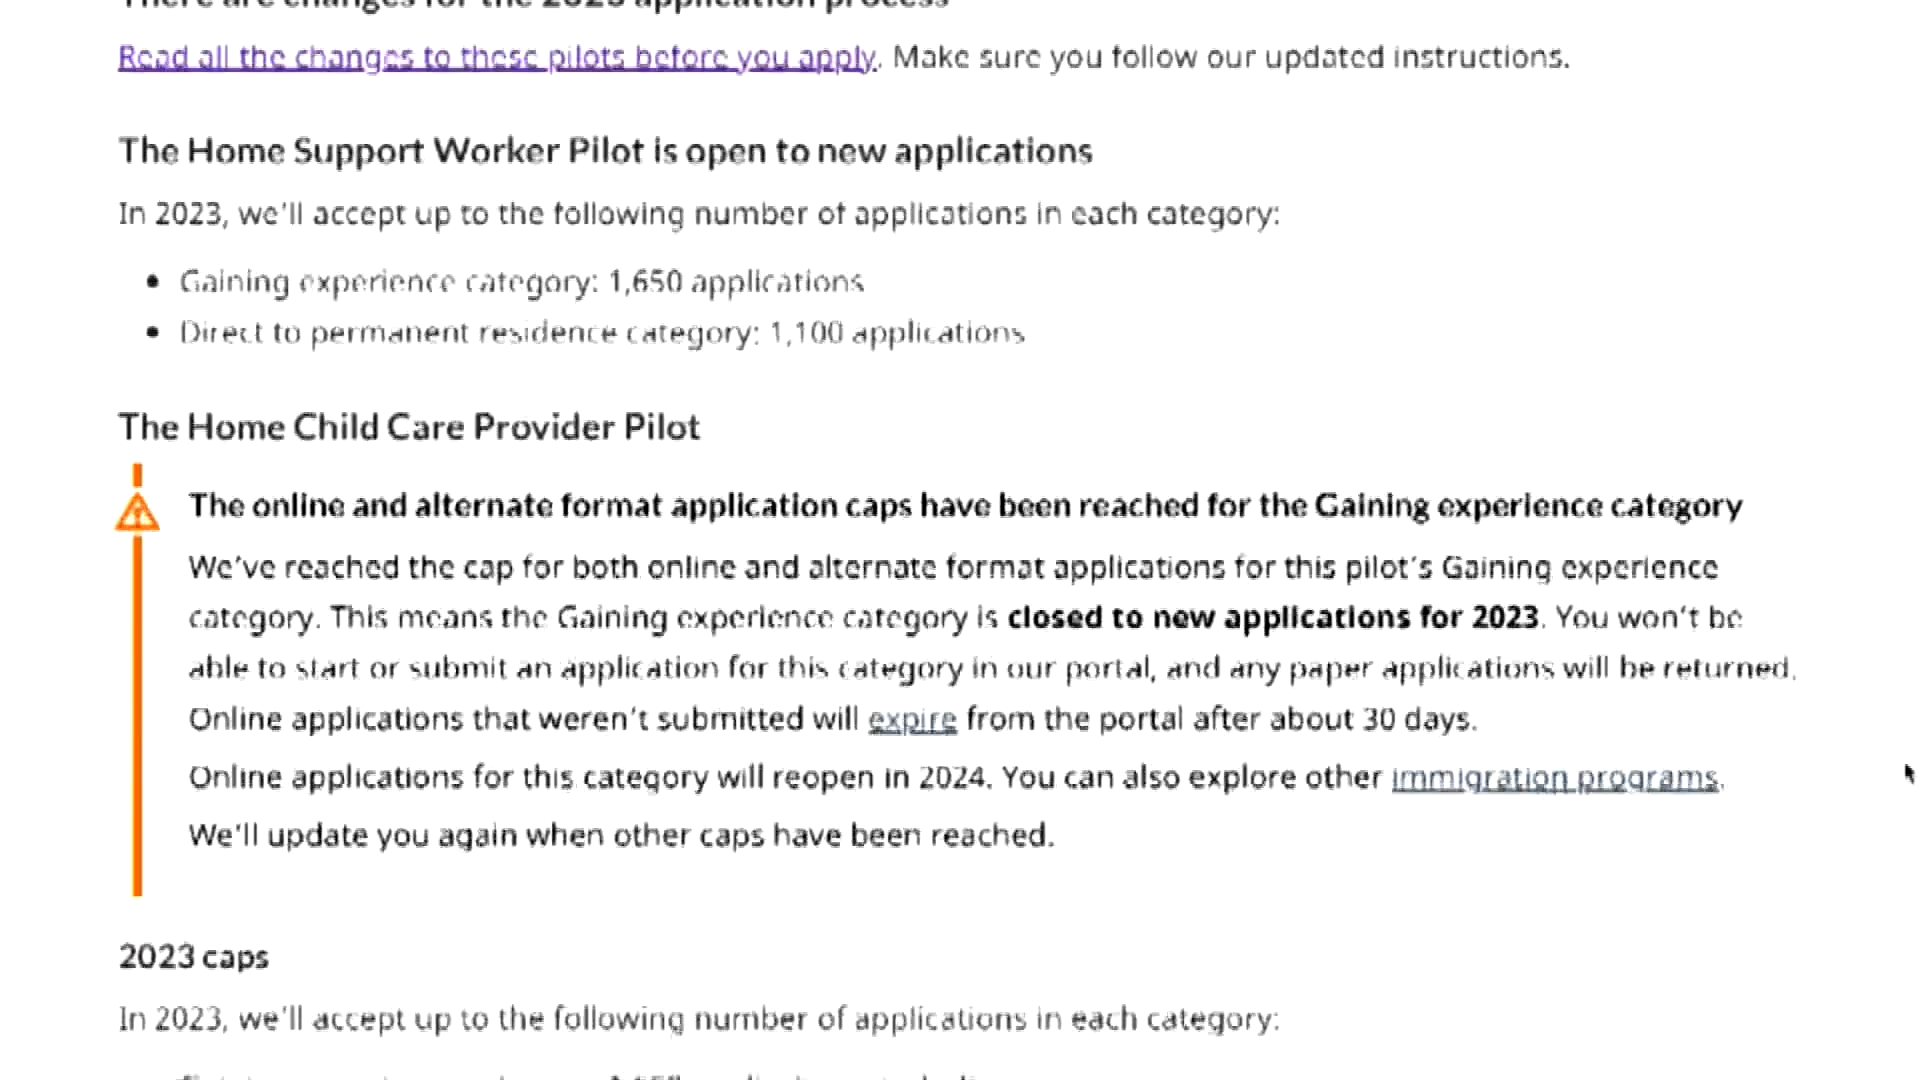 There are changes for the 2023 application process
Read all the changes to these pilots before you apply. Make sure you follow our updated instructions.
The Home Support Worker Pilot is open to new applications
In 2023, we'll accept up to the following number of applications in each category:
• Gaining experience category: 1,650 applications
• Direct to permanent residence category: 1,100 applications
The Home Child Care Provider Pilot
The online and alternate format application caps have been reached for the Gaining experience category
We've reached the cap for both online and alternate format applications for this pilot's Gaining experience
category. This means the Gaining experience category is closed to new applications for 2023. You won't be
able to start or submit an application for this category in our portal, and any paper applications will be returned.
Online applications that weren't submitted will expire from the portal after about 30 days.
Online applications for this category will reopen in 2024. You can also explore other immigration programs.
We'll update you again when other caps have been reached.
2023 caps
In 2023, we'll accept up to the following number of applications in each category: